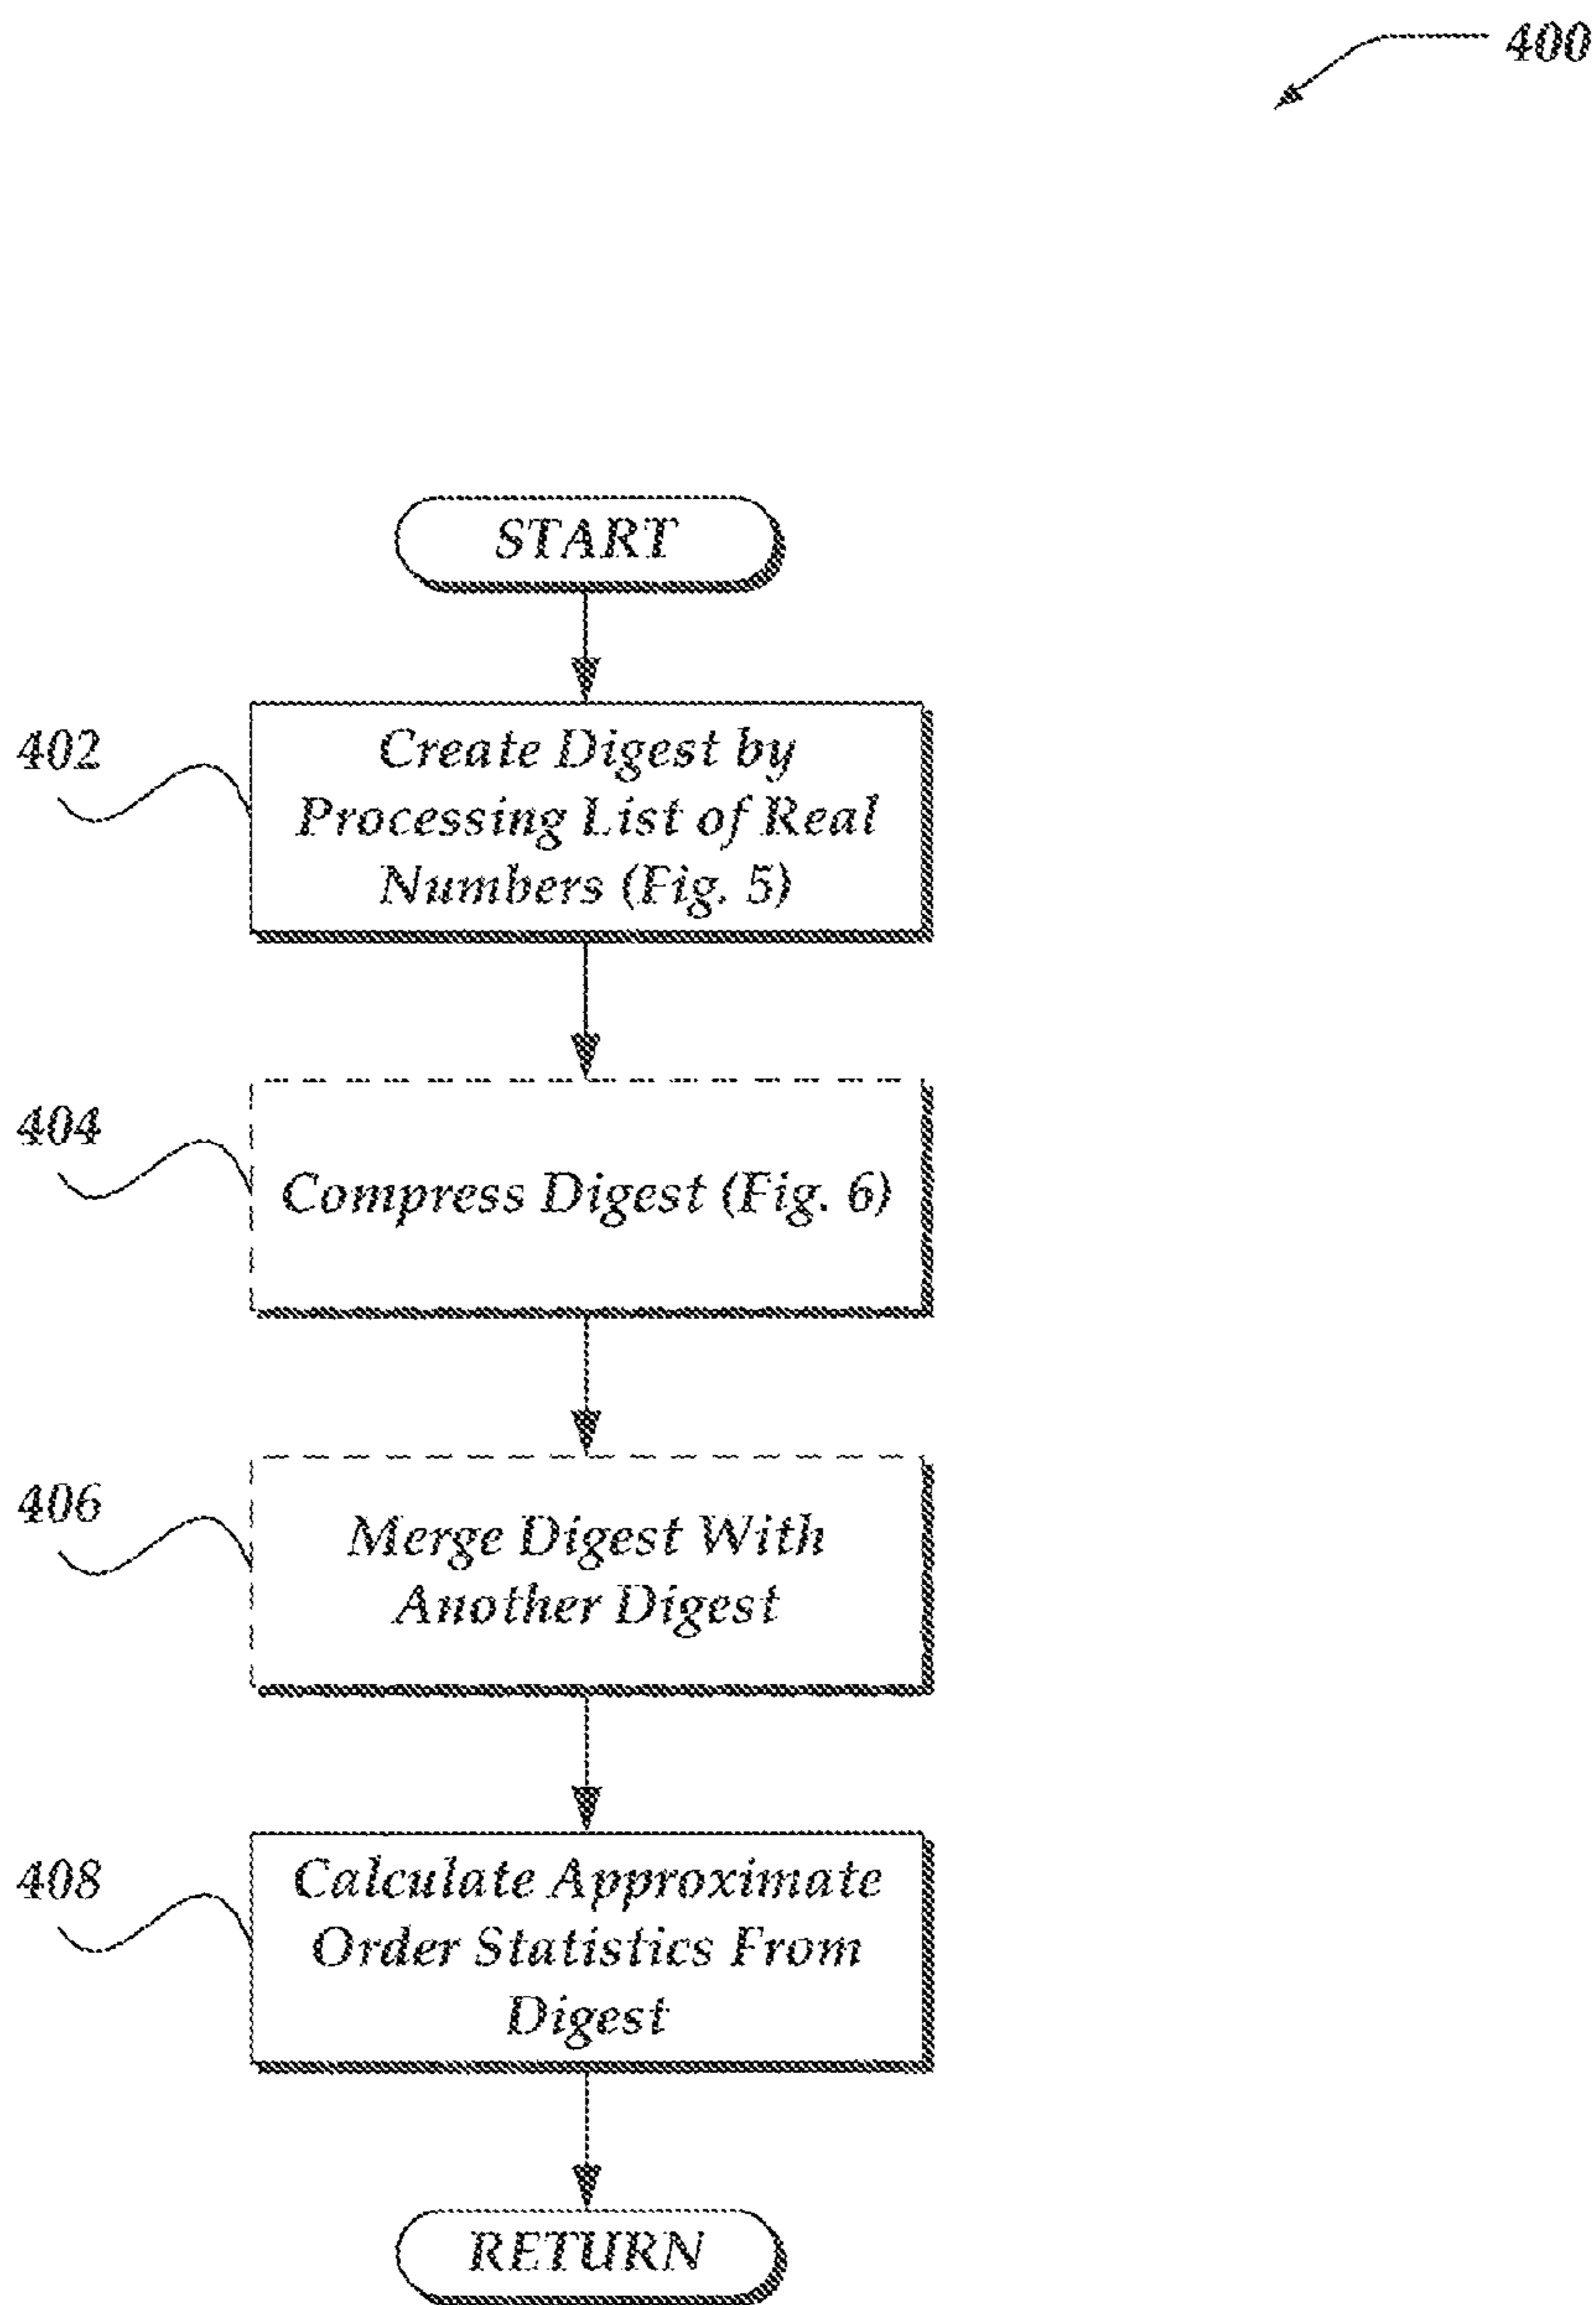 400
START
402
Create Digest by
Processing List of Real
Numbers (Fig. 5)
404
Compress Digest (Fig. 6)
406
Merge Digest With
Another Digest
408
Calculate Approximate
Order Statistics From
Digest
RETURN